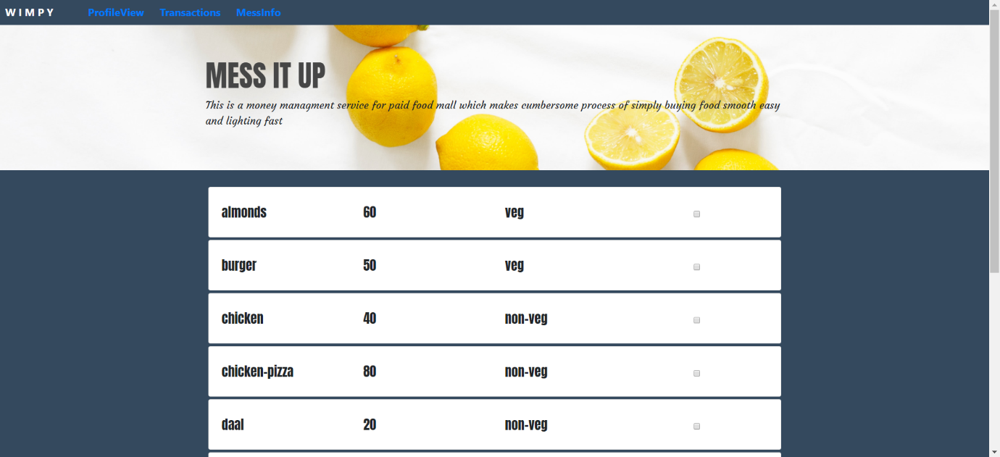 WIMPY ProfileView Transactions MessInfo
MESS IT UP
This is a money managment service for paid food mall which makes cumbersome process of simply buying food smooth easy
and lighting fast
almonds 60 veg
burger 50 veg
chicken 40 non-veg
chicken-pizza 80 non-veg
daal 20 non-veg